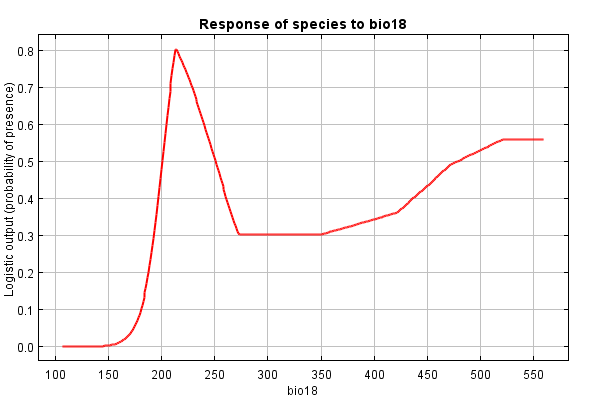 Response of species to bio18
Logistic output (probability of presence)
0.8
0.7
0.6
0.5
0.4
0.3
0.2
0.1
0.0
100 150 200 250 300 350 400 450 500 550
bio18